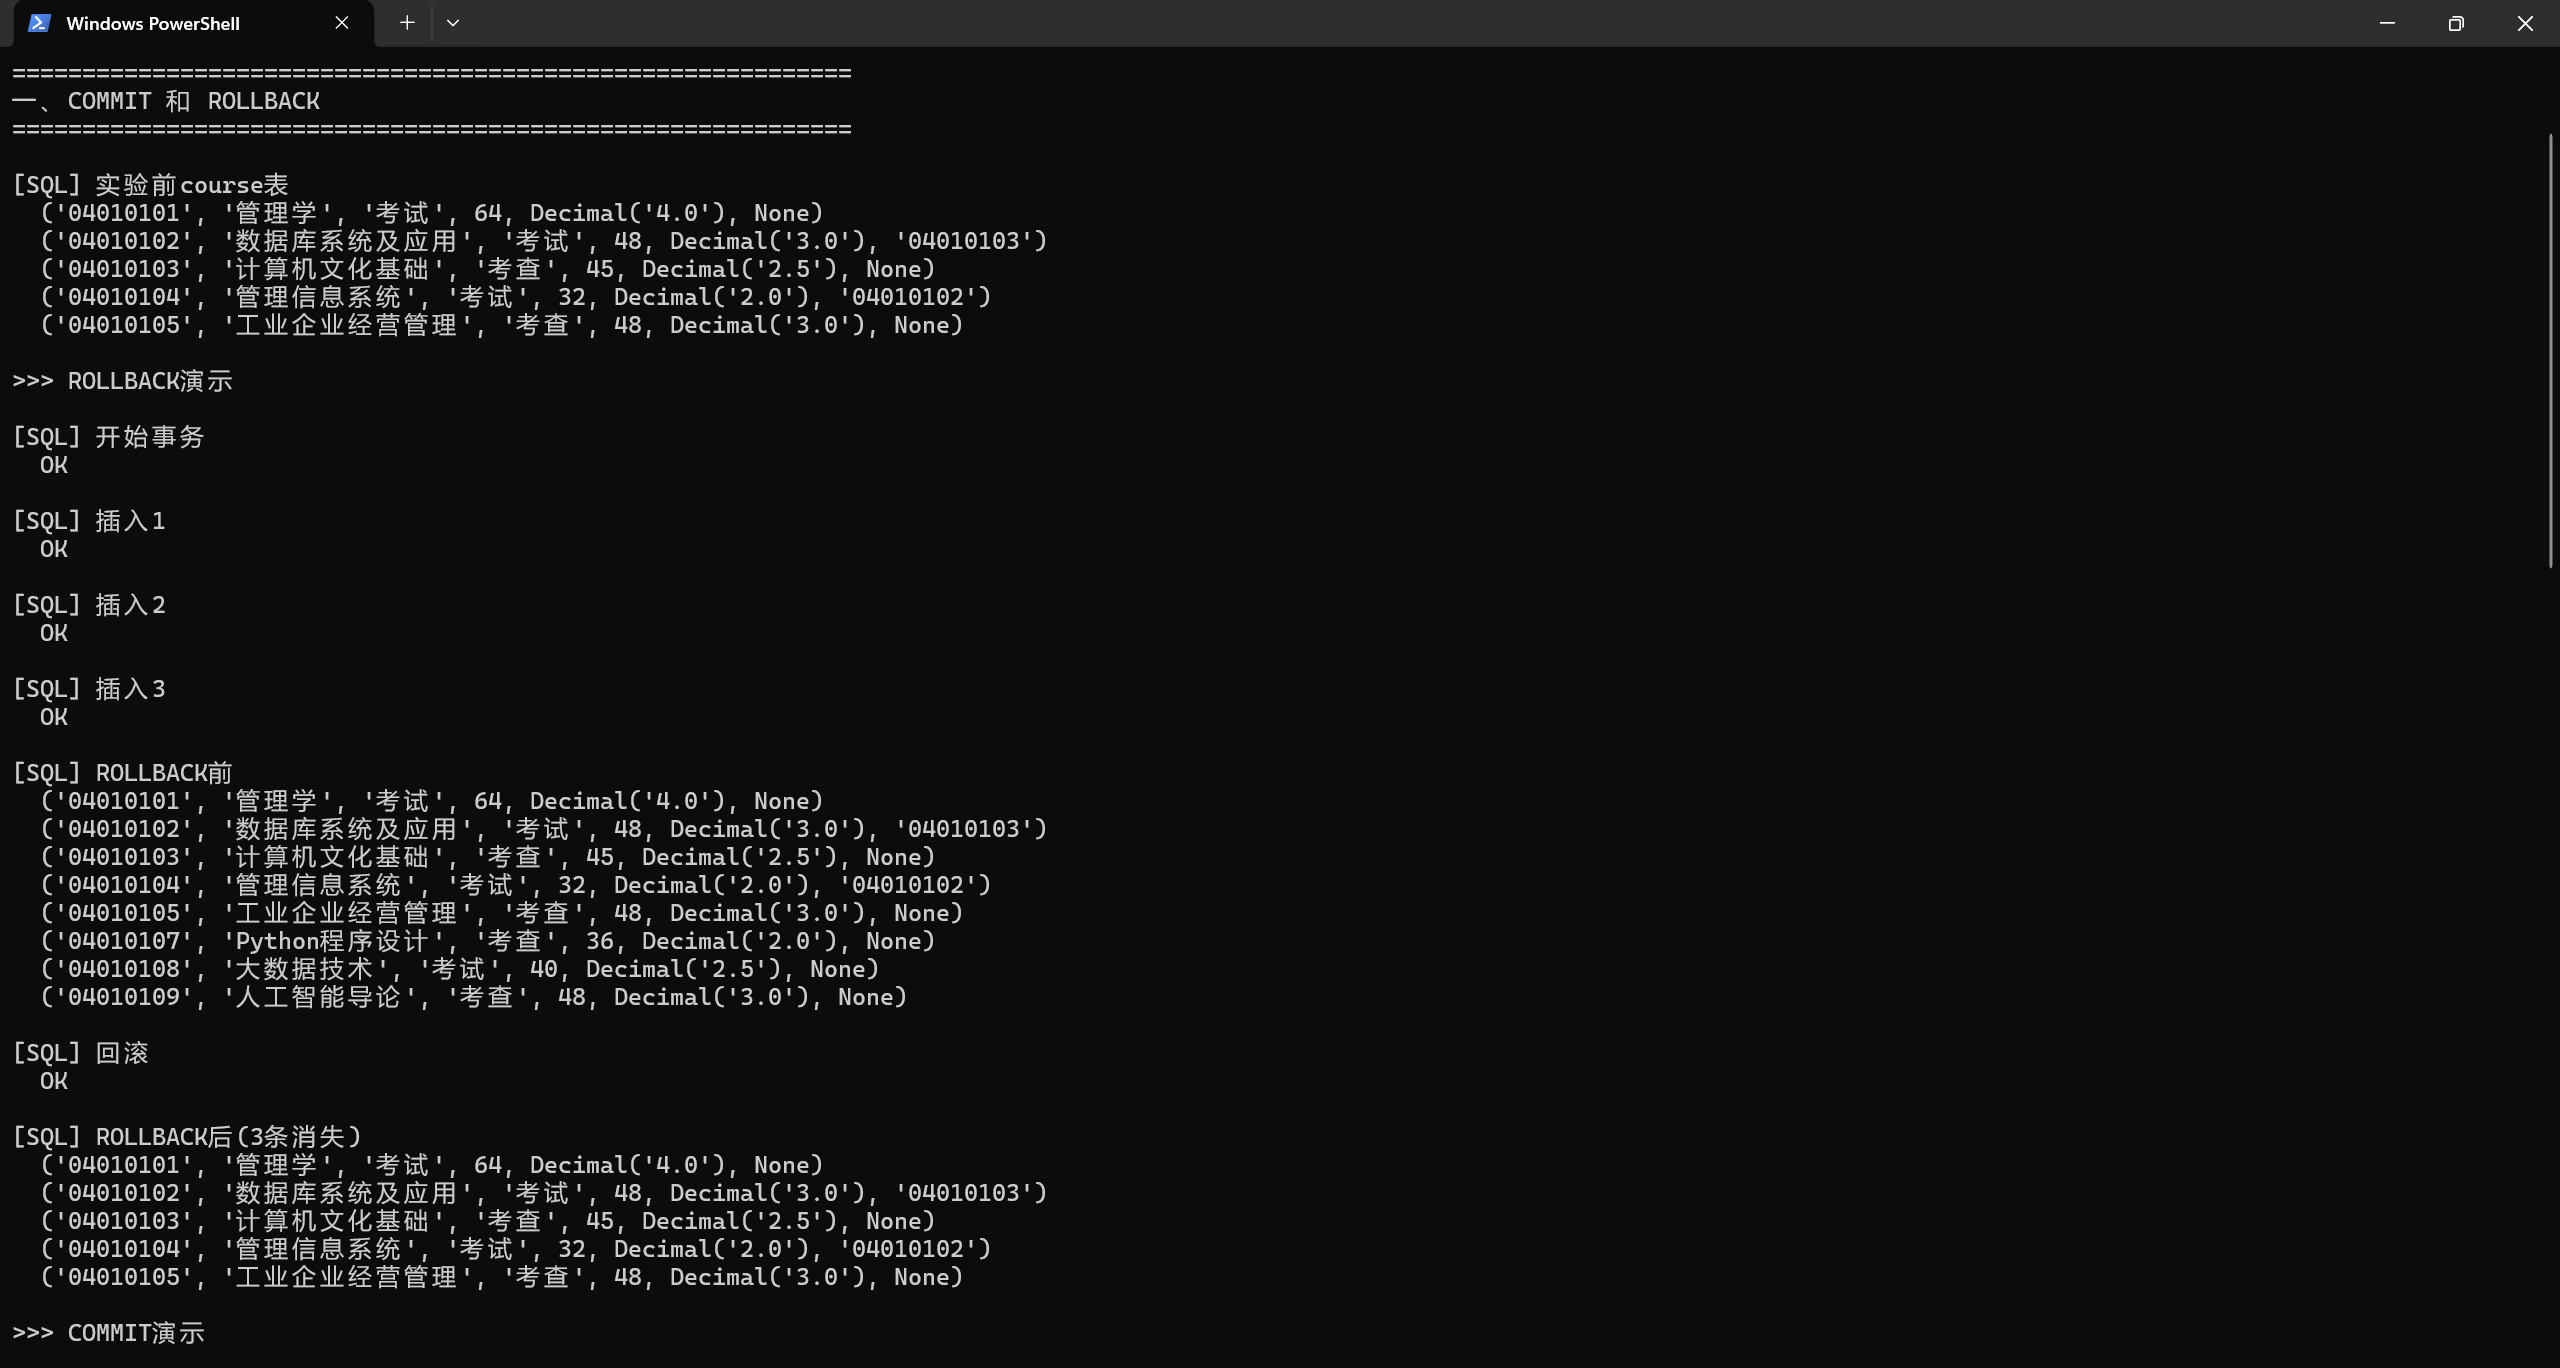 Windows PowerShell
============================================================
一、COMMIT 和 ROLLBACK
============================================================
[SQL] 实验前course表
('04010101', '管理学', '考试', 64, Decimal('4.0'), None)
('04010102', '数据库系统及应用', '考试', 48, Decimal('3.0'), '04010103')
('04010103', '计算机文化基础', '考查', 45, Decimal('2.5'), None)
('04010104', '管理信息系统', '考试', 32, Decimal('2.0'), '04010102')
('04010105', '工业企业经营管理', '考查', 48, Decimal('3.0'), None)
>>> ROLLBACK演示
[SQL] 开始事务
OK
[SQL] 插入1
OK
[SQL] 插入2
OK
[SQL] 插入3
OK
[SQL] ROLLBACK前
('04010101', '管理学', '考试', 64, Decimal('4.0'), None)
('04010102', '数据库系统及应用', '考试', 48, Decimal('3.0'), '04010103')
('04010103', '计算机文化基础', '考查', 45, Decimal('2.5'), None)
('04010104', '管理信息系统', '考试', 32, Decimal('2.0'), '04010102')
('04010105', '工业企业经营管理', '考查', 48, Decimal('3.0'), None)
('04010107', 'Python程序设计', '考查', 36, Decimal('2.0'), None)
('04010108', '大数据技术', '考试', 40, Decimal('2.5'), None)
('04010109', '人工智能导论', '考查', 48, Decimal('3.0'), None)
[SQL] 回滚
OK
[SQL] ROLLBACK后(3条消失)
('04010101', '管理学', '考试', 64, Decimal('4.0'), None)
('04010102', '数据库系统及应用', '考试', 48, Decimal('3.0'), '04010103')
('04010103', '计算机文化基础', '考查', 45, Decimal('2.5'), None)
('04010104', '管理信息系统', '考试', 32, Decimal('2.0'), '04010102')
('04010105', '工业企业经营管理', '考查', 48, Decimal('3.0'), None)
>>> COMMIT演示